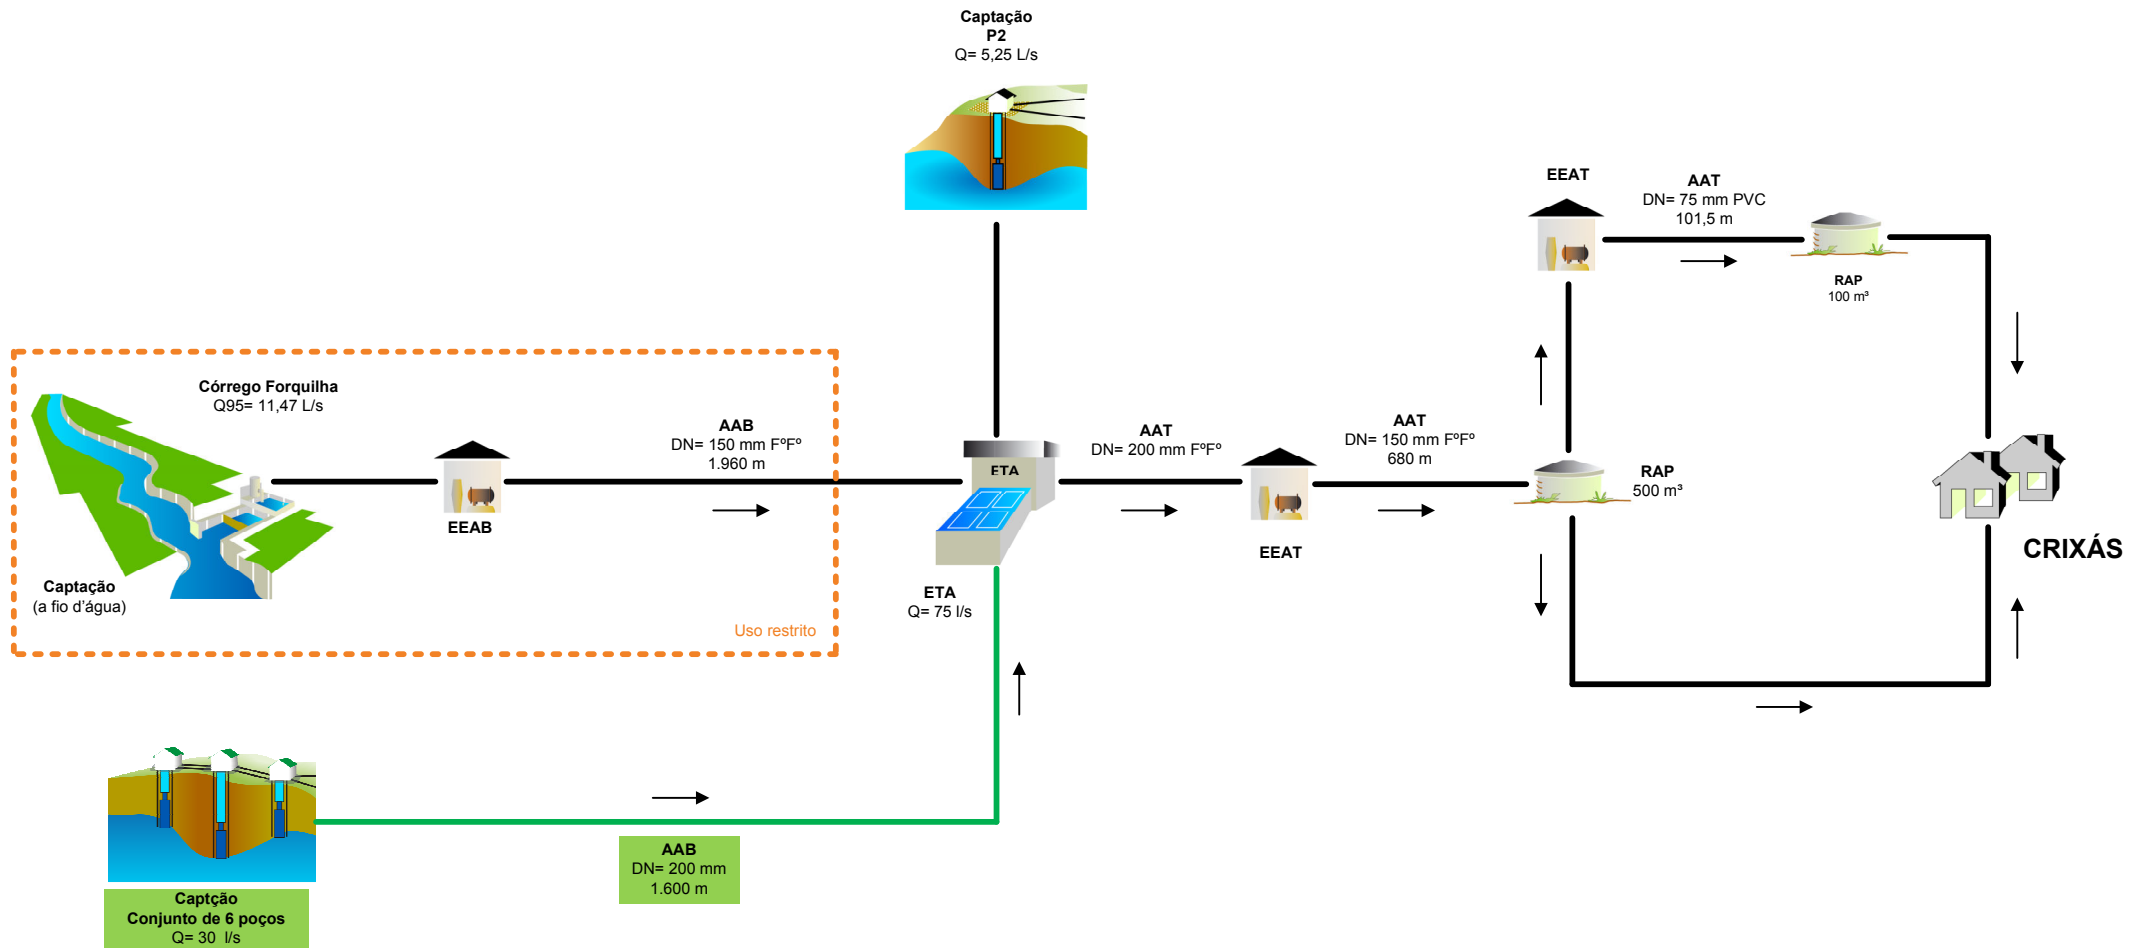 Captação
P2
Q= 5,25 L/s
EEAT
AAT
DN= 75 mm PVC
101,5 m
RAP
100 m³
Córrego Forquilha
Q95= 11,47 L/s
AAB
DN= 150 mm FºFº
1.960 m
EEAB
Captação
(a fio d'água)
Uso restrito
ETA
ETA
Q= 75 l/s
AAT
DN= 200 mm FºFº
EEAT
AAT
DN= 150 mm FºFº
680 m
RAP
500 m³
CRIXÁS
AAB
DN= 200 mm
1.600 m
Captção
Conjunto de 6 poços
Q= 30 l/s